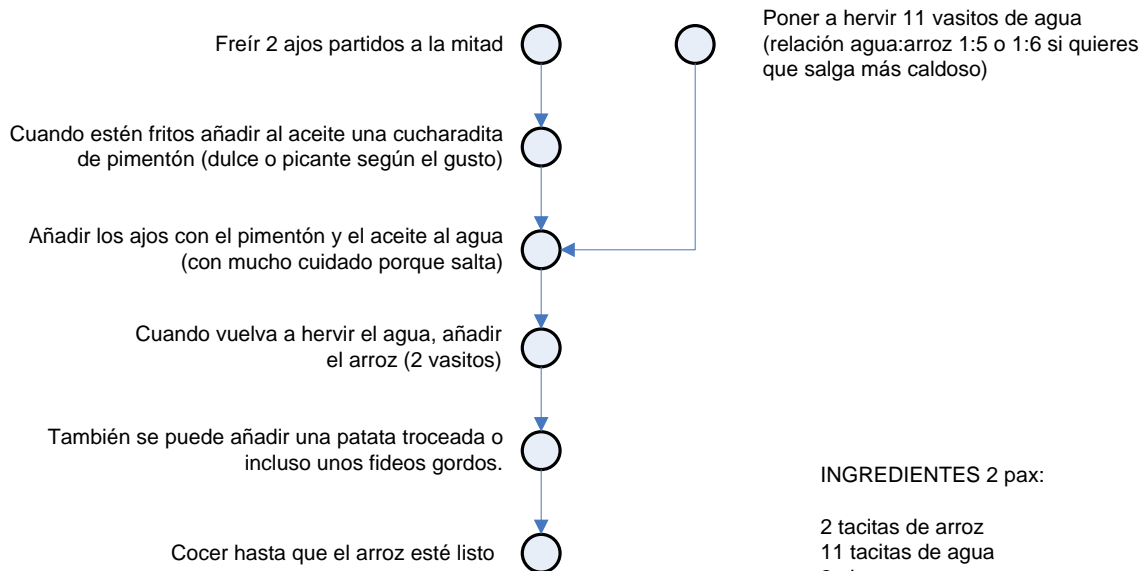 Freír 2 ajos partidos a la mitad
Poner a hervir 11 vasitos de agua
(relación agua:arroz 1:5 o 1:6 si quieres
que salga más caldoso)
Cuando estén fritos añadir al aceite una cucharadita
de pimentón (dulce o picante según el gusto)
Añadir los ajos con el pimentón y el aceite al agua
(con mucho cuidado porque salta)
Cuando vuelva a hervir el agua, añadir
el arroz (2 vasitos)
También se puede añadir una patata troceada o
incluso unos fideos gordos.
Cocer hasta que el arroz esté listo
INGREDIENTES 2 pax:
2 tacitas de arroz
11 tacitas de agua